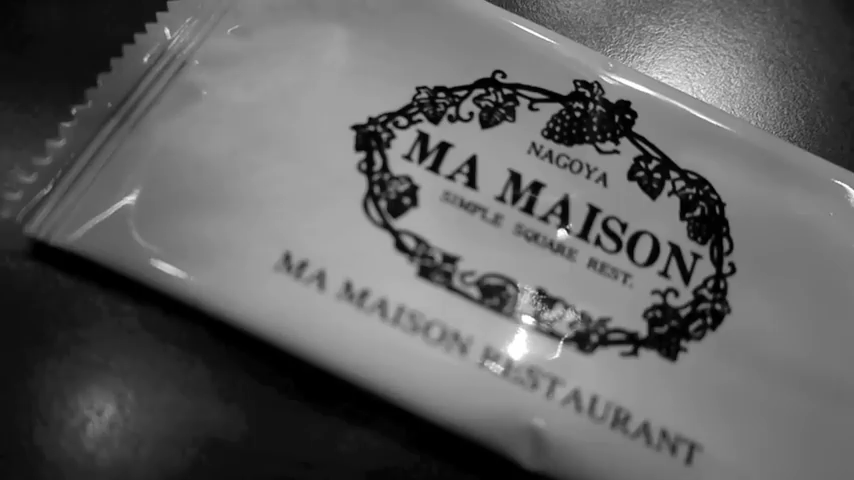 NAGOYA
MA MAISON
SIMPLE SQUARE REST.
MA MAISON RESTAURANT